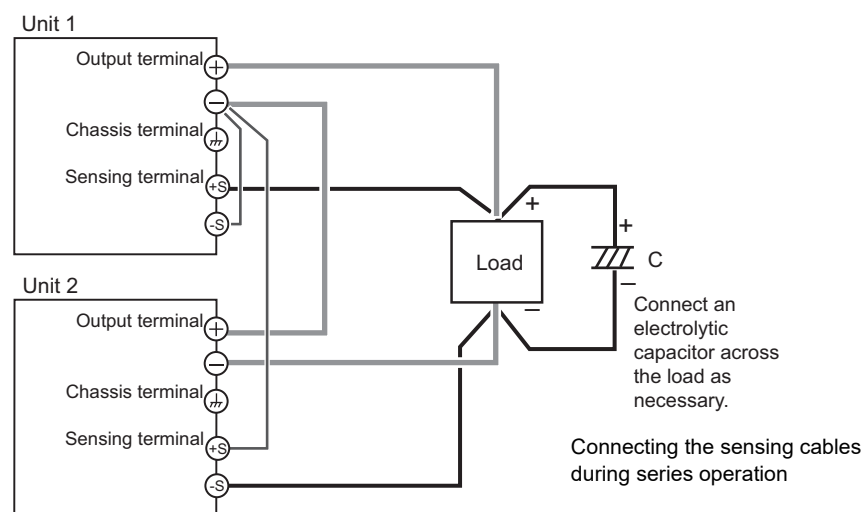 Unit 1
Output terminal
+
−
Chassis terminal
Sensing terminal
+S
-S
+
+
Load
C
−
−
Connect an
electrolytic
capacitor across
the load as
necessary.
Unit 2
Output terminal
+
−
Chassis terminal
Sensing terminal
+S
-S
Connecting the sensing cables
during series operation